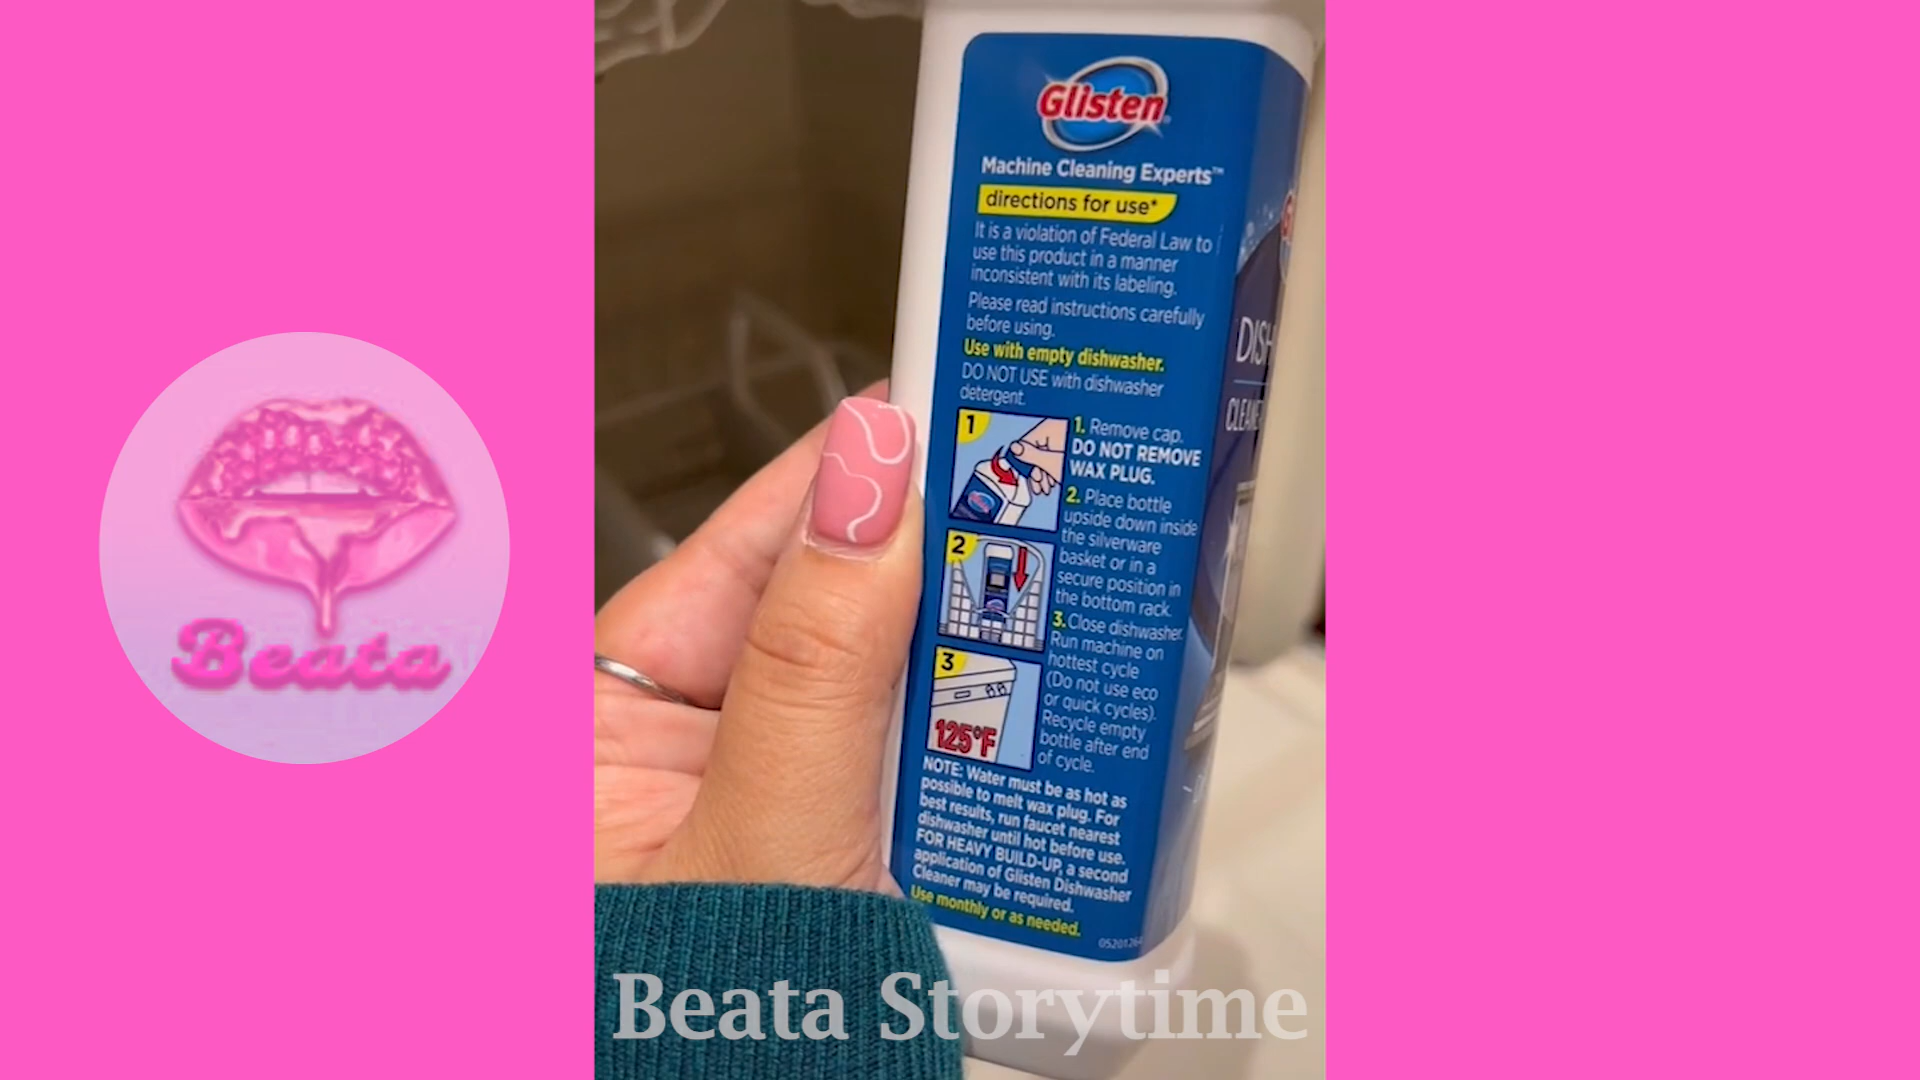 Glisten
Machine Cleaning Experts™
directions for use*
It is a violation of Federal Law to
use this product in a manner
inconsistent with its labeling.
Please read instructions carefully
before using.
Use with empty dishwasher.
DO NOT USE with dishwasher
detergent.
1
1. Remove cap.
DO NOT REMOVE
WAX PLUG.
2
2. Place bottle
upside down inside
the silverware
basket or in a
secure position in
the bottom rack.
3
125°F
3. Close dishwasher.
Run machine on
hottest cycle
(Do not use eco
or quick cycles).
Recycle empty
bottle after end
of cycle.
NOTE: Water must be as hot as
possible to melt wax plug. For
best results, run faucet nearest
dishwasher until hot before use.
FOR HEAVY BUILD-UP, a second
application of Glisten Dishwasher
Cleaner may be required.
Use monthly or as needed.
Beata
Beata Storytime